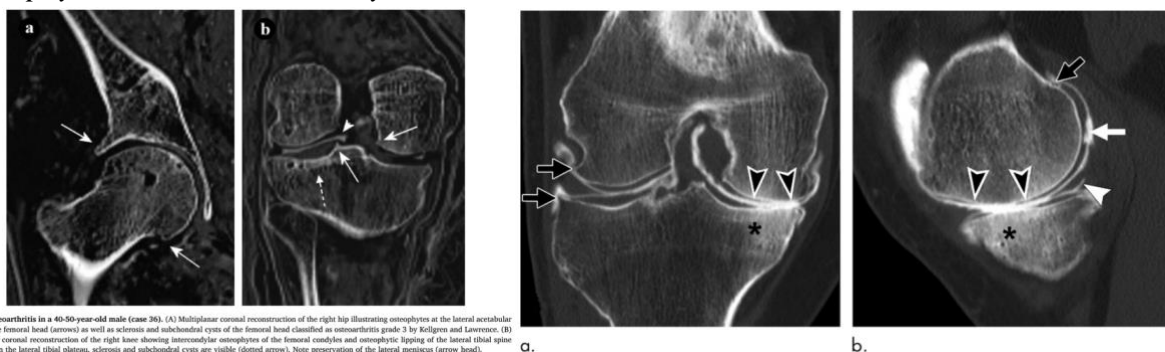 a
b
*
*
eoarthritis in a 40-50-year-old male (case 36). (A) Multiplanar coronal reconstruction of the right hip illustrating osteophytes at the lateral acetabular
femoral head (arrows) as well as sclerosis and subchondral cysts of the femoral head classified as osteoarthritis grade 3 by Kellgren and Lawrence. (B)
coronal reconstruction of the right knee showing intercondylar osteophytes of the femoral condyles and osteophytic lipping of the lateral tibial spine
the lateral tibial plateau, sclerosis and subchondral cysts are visible (dotted arrow). Note preservation of the lateral meniscus (arrow head).
a.
b.